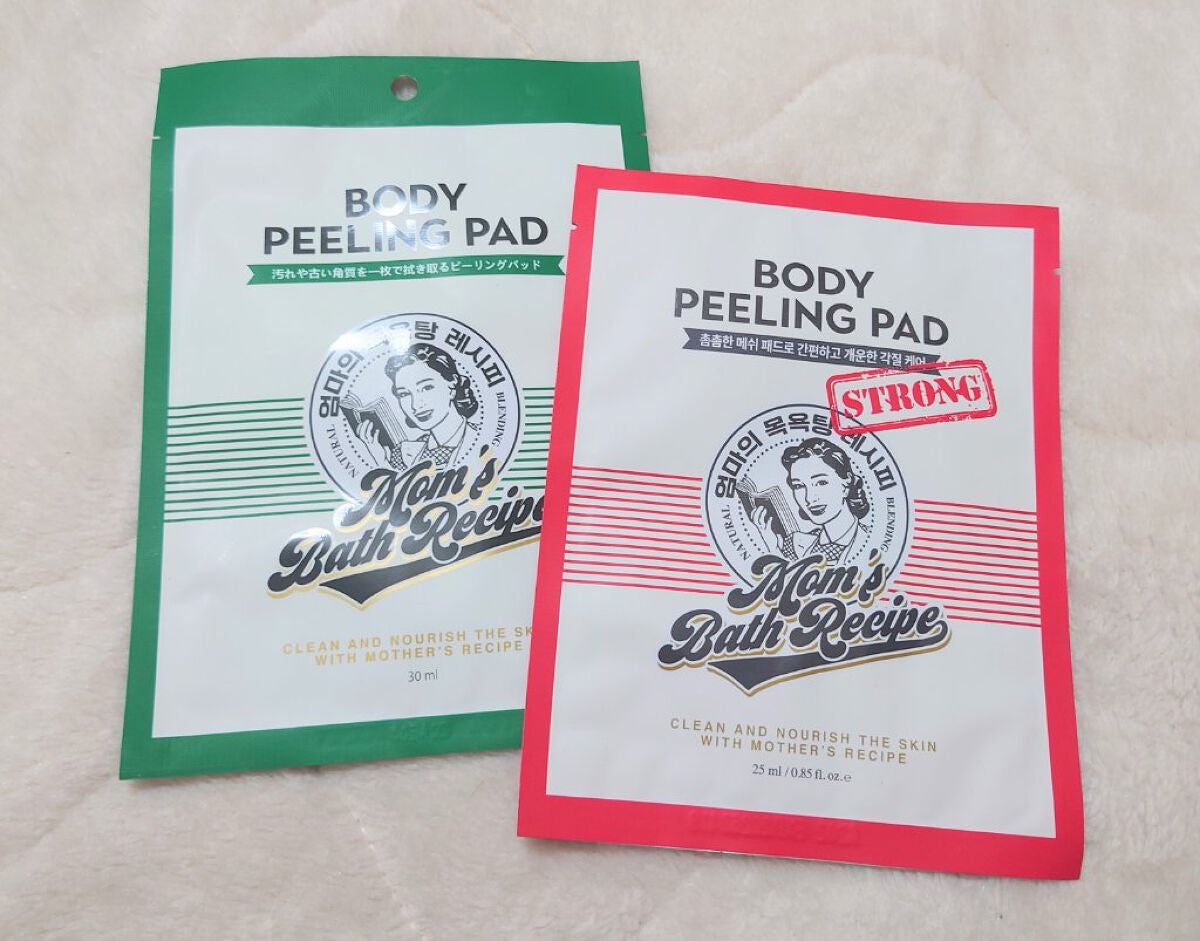 BODY
PEELING PAD
汚れや古い角質を一枚で拭き取るピーリングパッド
엄마의 목욕탕 레시피
NATURAL
BLENDING
Mom's
Bath Recipe
CLEAN AND NOURISH THE SK
WITH MOTHER'S RECIPE
30 ml
BODY
PEELING PAD
촘촘한 메쉬 패드로 간편하고 개운한 각질 케어
STRONG
엄마의 목욕탕 레시피
NATURAL
BLENDING
Mom's
Bath Recipe
CLEAN AND NOURISH THE SKIN
WITH MOTHER'S RECIPE
25 ml / 0.85 fl. oz. ℮